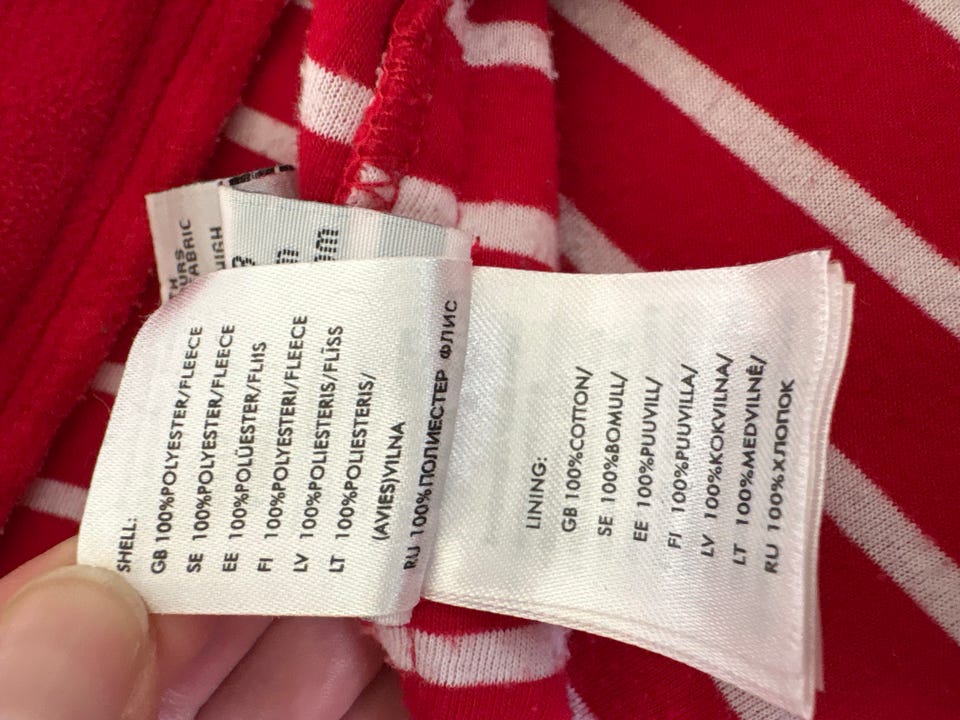 SHELL:
GB 100%POLYESTER/FLEECE
SE 100%POLYESTER/FLEECE
EE 100%POLÜESTER/FLIIS
FI 100%POLYESTERI/FLEECE
LV 100%POLIESTERIS/FLĪSS
LT 100%POLIESTERIS/
(AVIES)VILNA
RU 100%ПОЛИЕСТЕР ФЛИС
LINING:
GB 100%COTTON/
SE 100%BOMULL/
EE 100%PUUVILL/
FI 100%PUUVILLA/
LV 100%KOKVILNA/
LT 100%MEDVILNĖ/
RU 100%ХЛОПОК